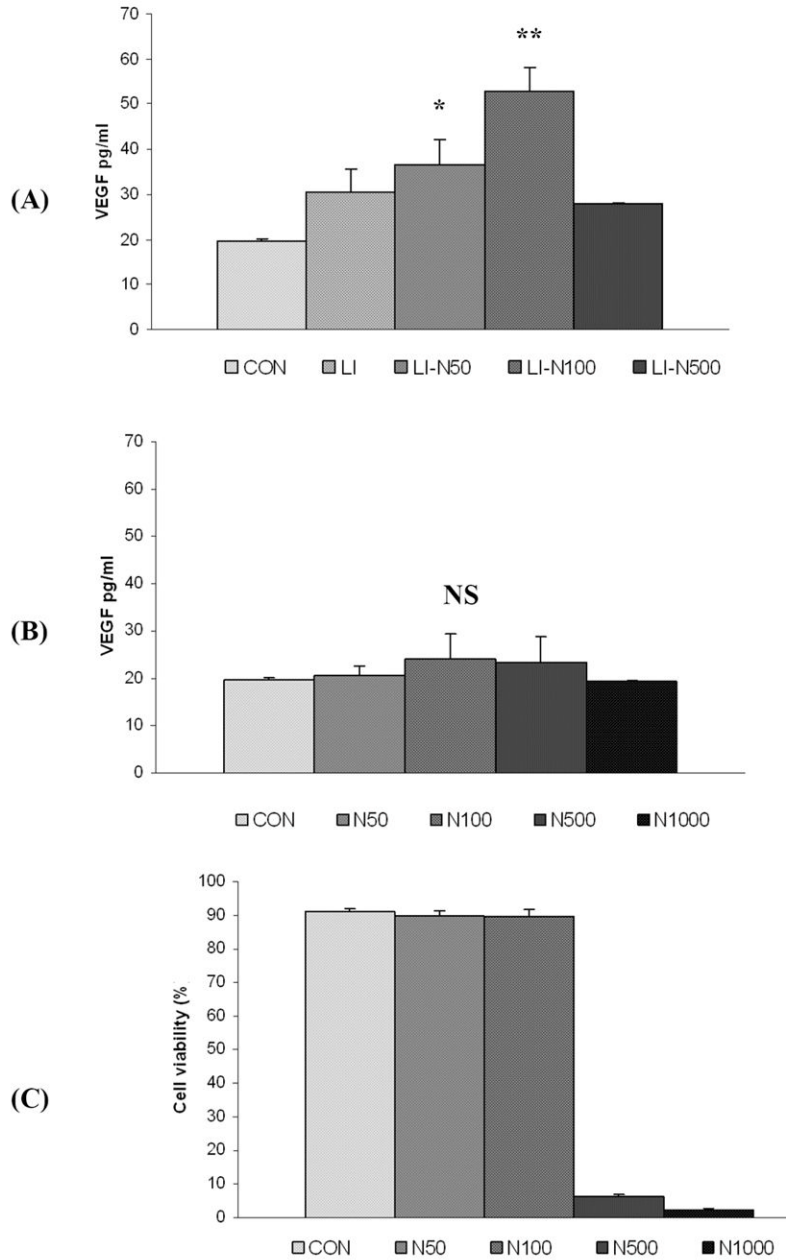 (A)
VEGF pg/ml
70
60
50
40
30
20
10
0
*
**
CON LI LI-N50 LI-N100 LI-N500
(B)
VEGF pg/ml
70
60
50
40
30
20
10
0
NS
CON N50 N100 N500 N1000
(C)
Cell viability (%
100
90
80
70
60
50
40
30
20
10
0
CON N50 N100 N500 N1000